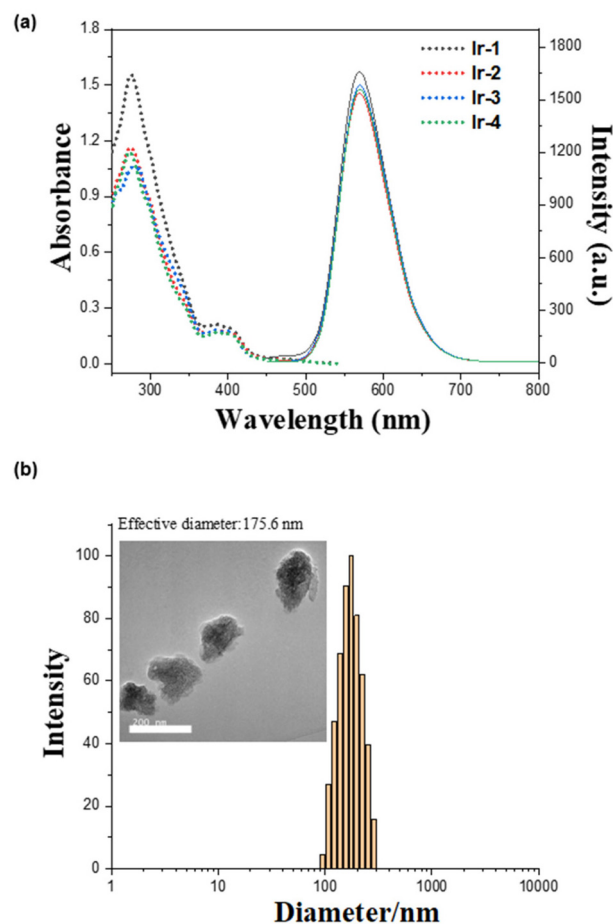 (a)
1.8
1.5
1.2
0.9
0.6
0.3
0.0
Absorbance
Ir-1
Ir-2
Ir-3
Ir-4
1800
1500
1200
900
600
300
0
Intensity (a.u.)
300 400 500 600 700 800
Wavelength (nm)
(b)
Effective diameter:175.6 nm
100
80
60
40
20
0
Intensity
200 nm
1 10 100 1000 10000
Diameter/nm